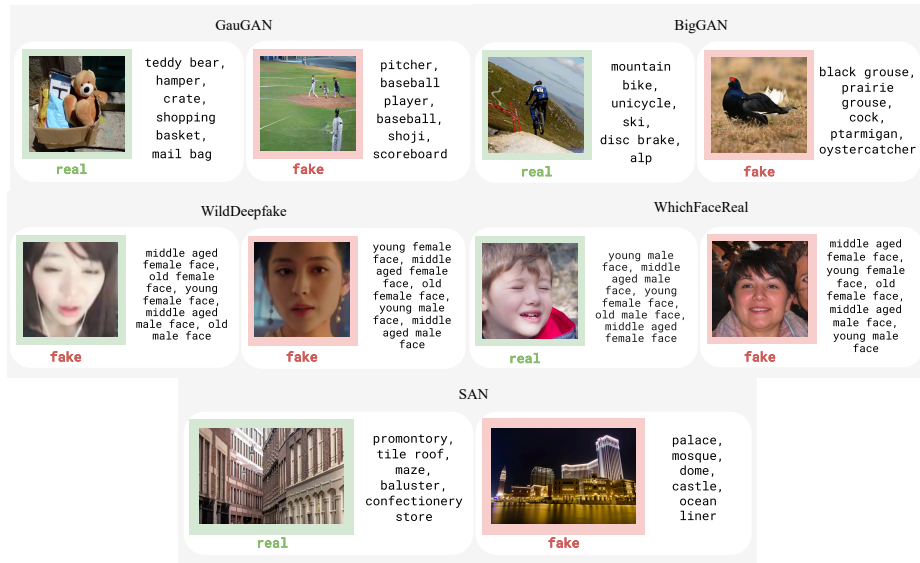 GauGAN
teddy bear,
hamper,
crate,
shopping
basket,
mail bag
real
pitcher,
baseball
player,
baseball,
shoji,
scoreboard
fake
BigGAN
mountain
bike,
unicycle,
ski,
disc brake,
alp
real
black grouse,
prairie
grouse,
cock,
ptarmigan,
oystercatcher
fake
WildDeepfake
middle aged
female face,
old female
face, young
female face,
middle aged
male face, old
male face
fake
young female
face, middle
aged female
face, old
female face,
young male
face, middle
aged male
face
fake
WhichFaceReal
young male
face, middle
aged male
face, young
female face,
old male face,
middle aged
female face
real
middle aged
female face,
young female
face, old
female face,
middle aged
male face,
young male
face
fake
SAN
promontory,
tile roof,
maze,
baluster,
confectionery
store
real
palace,
mosque,
dome,
castle,
ocean
liner
fake